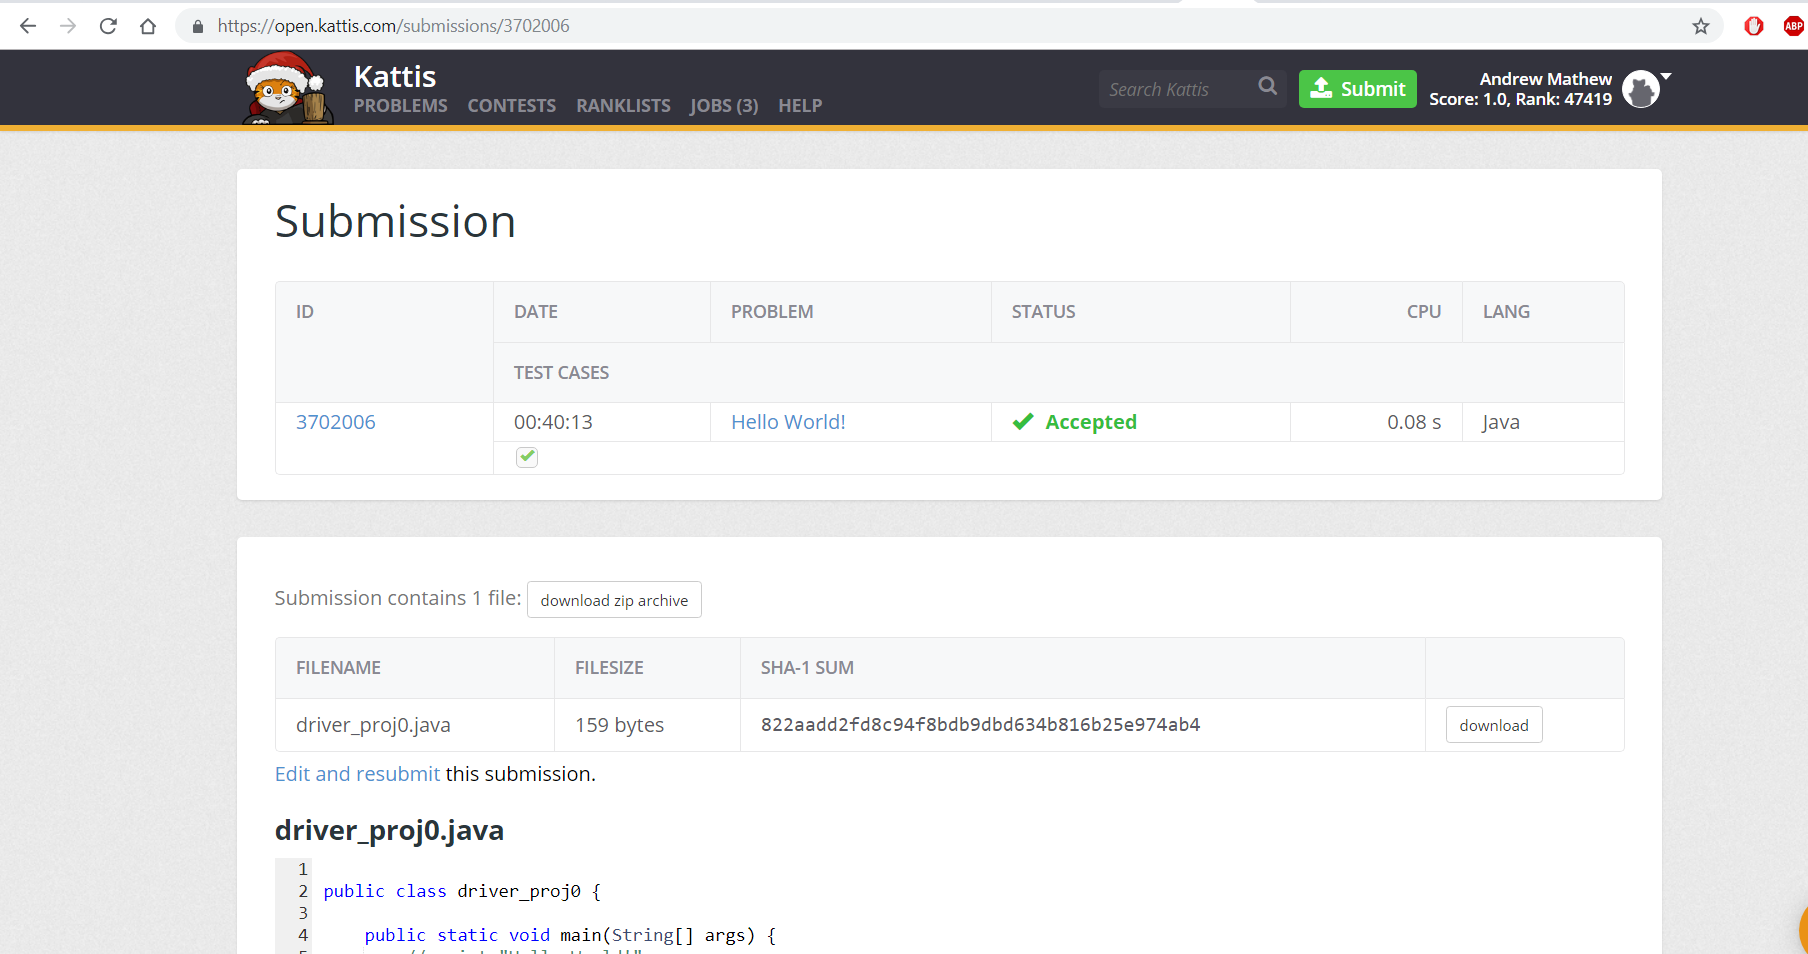 https://open.kattis.com/submissions/3702006
ABP
Kattis
PROBLEMS CONTESTS RANKLISTS JOBS (3) HELP
Search Kattis
Submit
Andrew Mathew
Score: 1.0, Rank: 47419
Submission
ID DATE PROBLEM STATUS CPU LANG
TEST CASES
3702006 00:40:13 Hello World! Accepted 0.08 s Java
Submission contains 1 file: download zip archive
FILENAME FILESIZE SHA-1 SUM
driver_proj0.java 159 bytes 822aadd2fd8c94f8bdb9dbd634b816b25e974ab4 download
Edit and resubmit this submission.
driver_proj0.java
1
2 public class driver_proj0 {
3
4 public static void main(String[] args) {